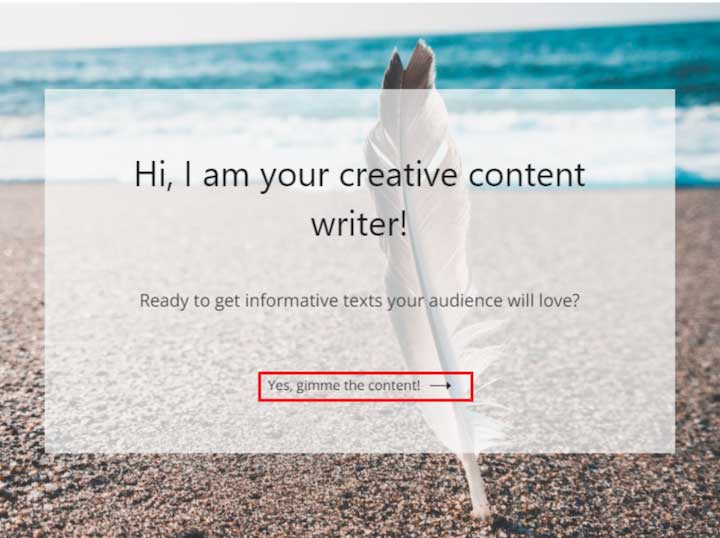 Hi, I am your creative content
writer!
Ready to get informative texts your audience will love?
Yes, gimme the content! →